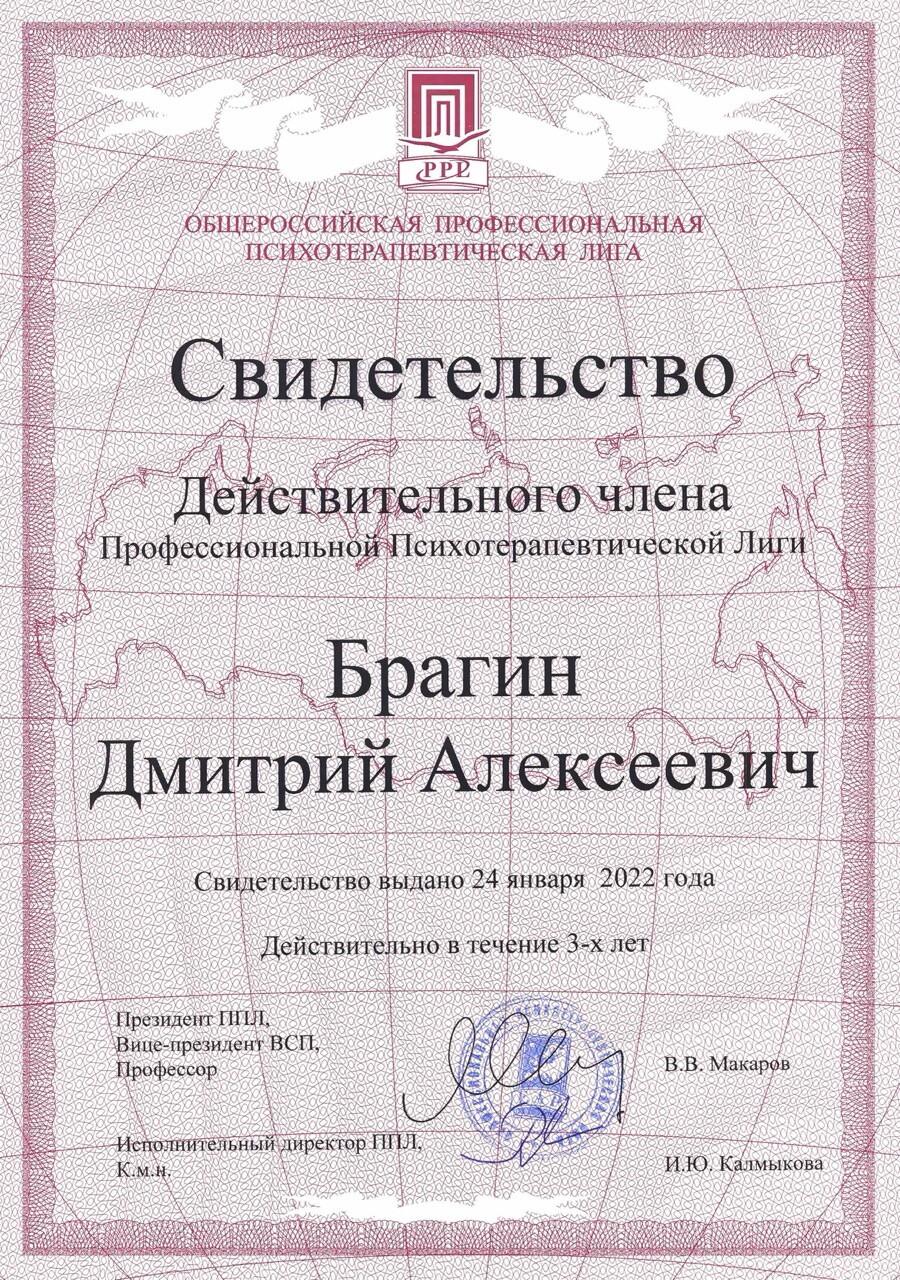 PPL
ОБЩЕРОССИЙСКАЯ ПРОФЕССИОНАЛЬНАЯ
ПСИХОТЕРАПЕВТИЧЕСКАЯ ЛИГА
Свидетельство
Действительного члена
Профессиональной Психотерапевтической Лиги
Брагин
Дмитрий Алексеевич
Свидетельство выдано 24 января 2022 года
Действительно в течение 3-х лет
Президент ППЛ,
Вице-президент ВСП,
Профессор
В.В. Макаров
Исполнительный директор ППЛ,
К.м.н.
И.Ю. Калмыкова